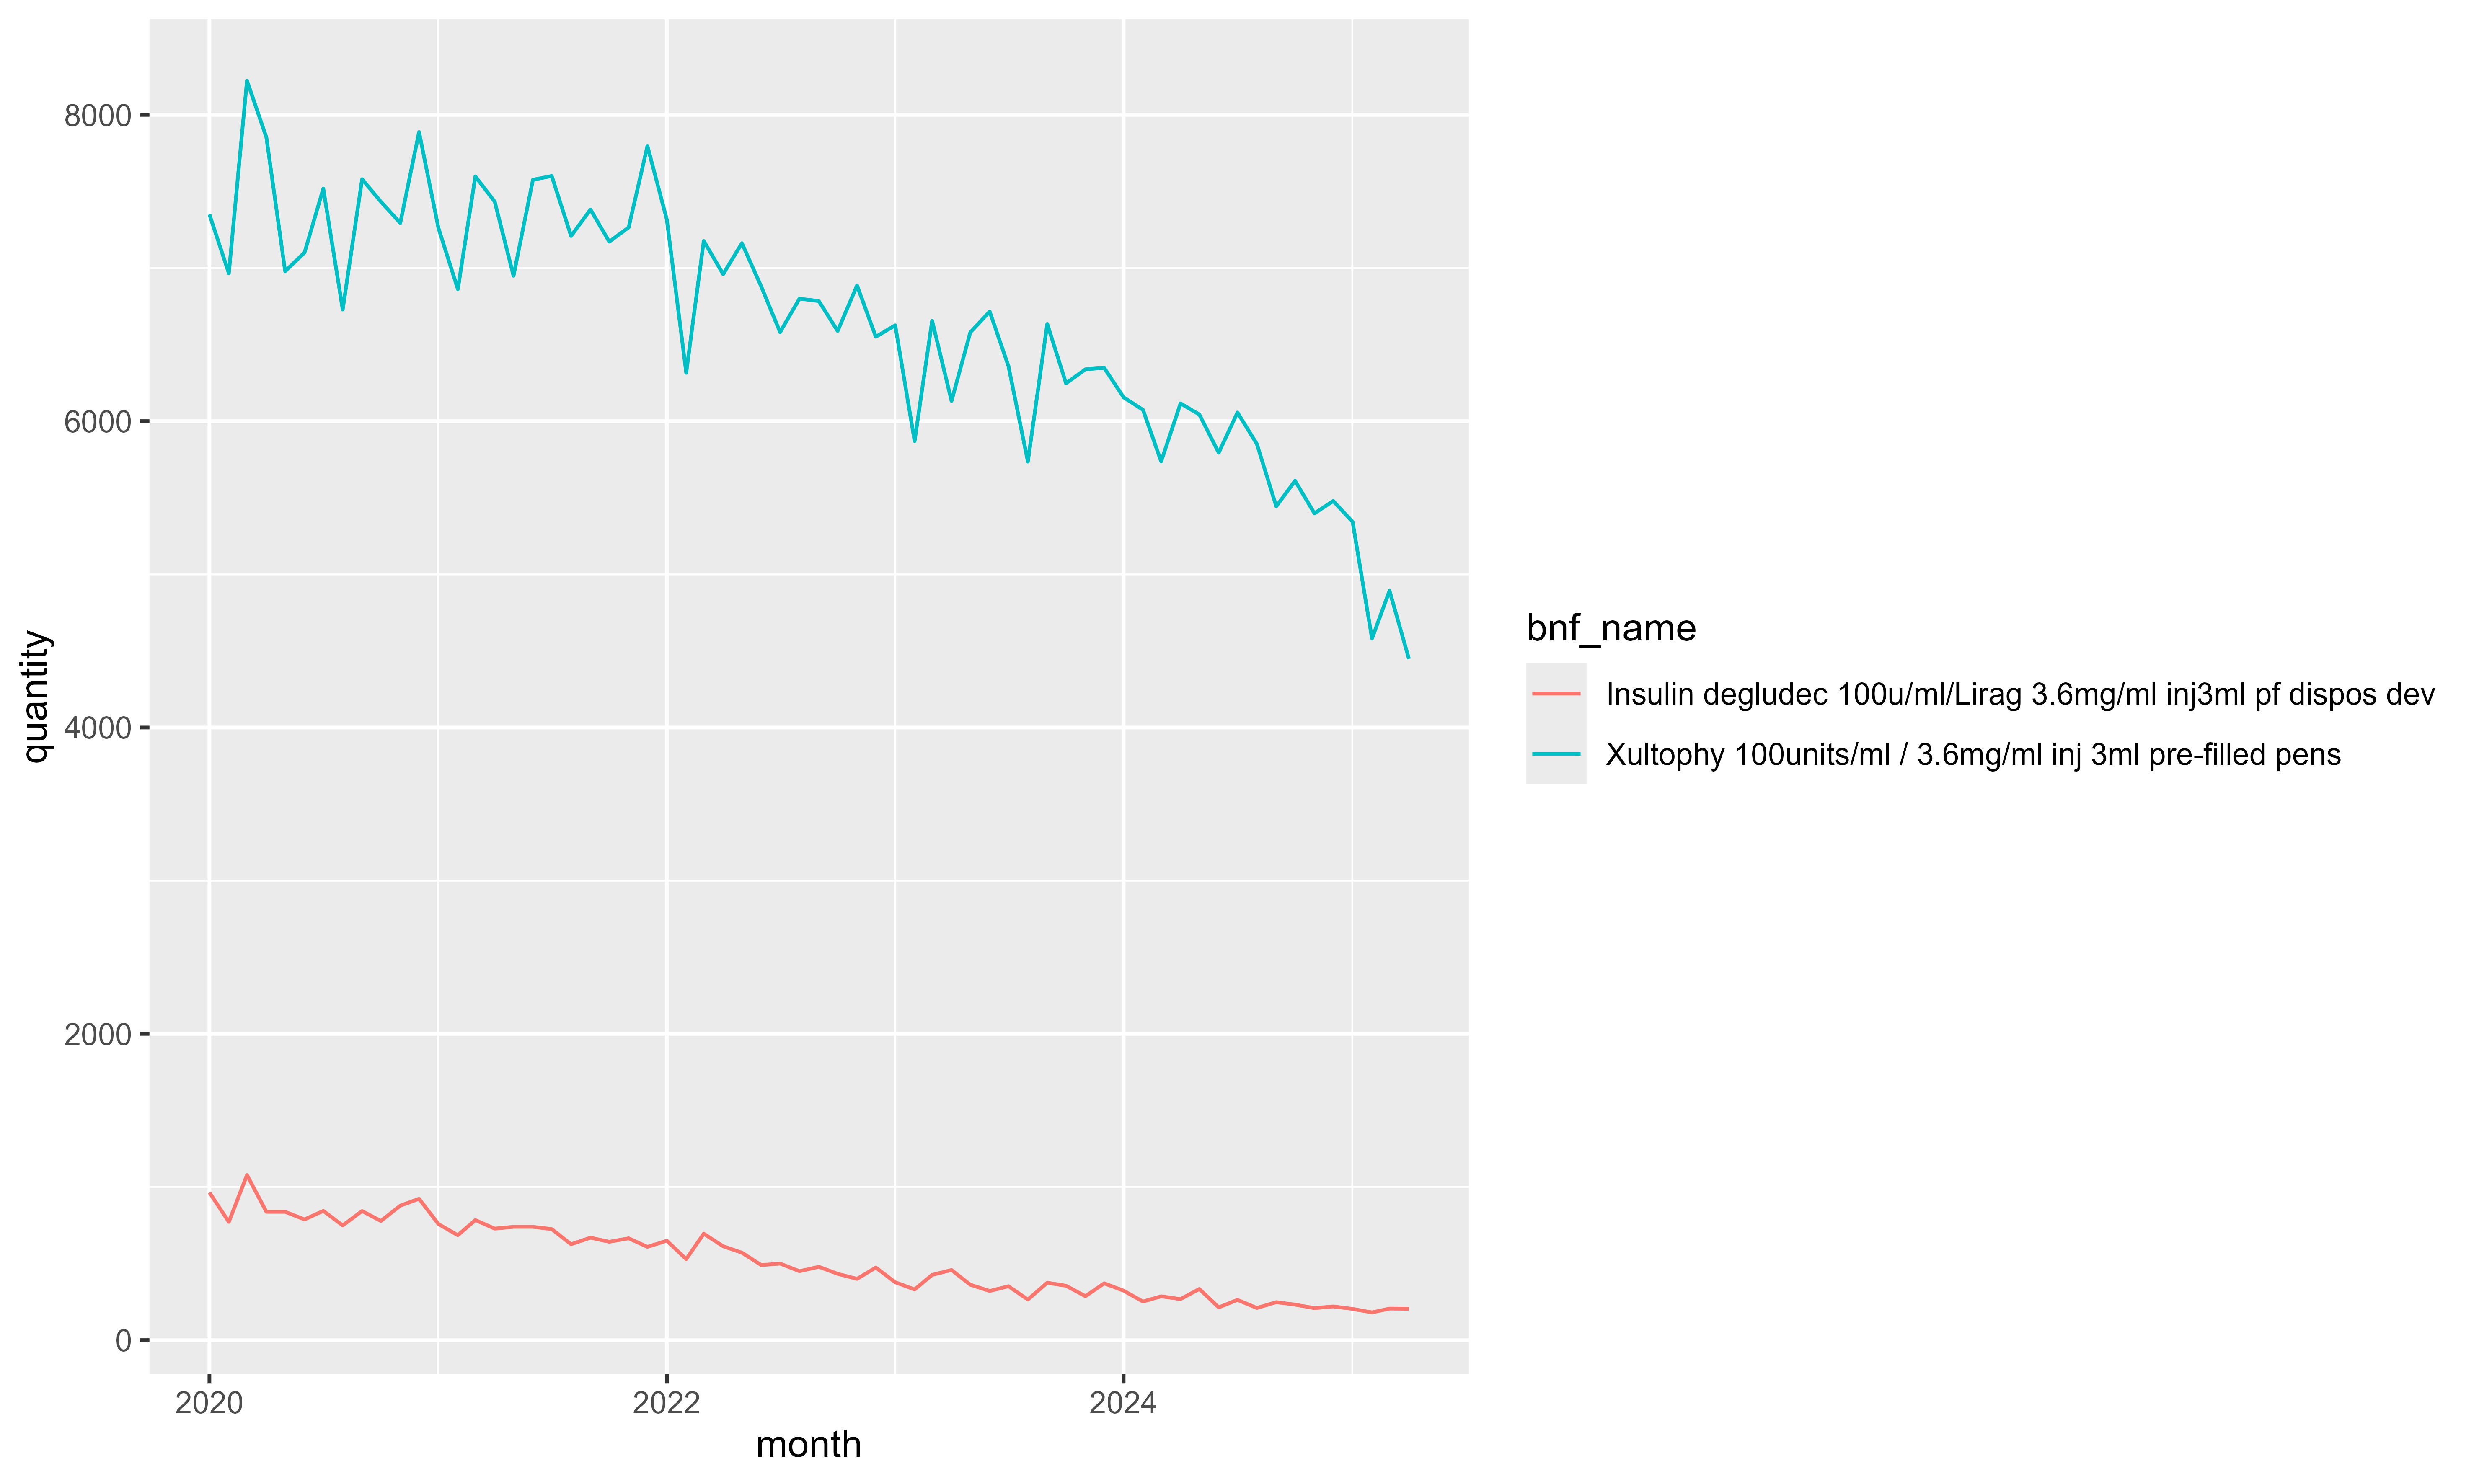 8000
6000
4000
2000
0
quantity
2020
2022
2024
month
bnf_name
Insulin degludec 100u/ml/Lirag 3.6mg/ml inj3ml pf dispos dev
Xultophy 100units/ml / 3.6mg/ml inj 3ml pre-filled pens